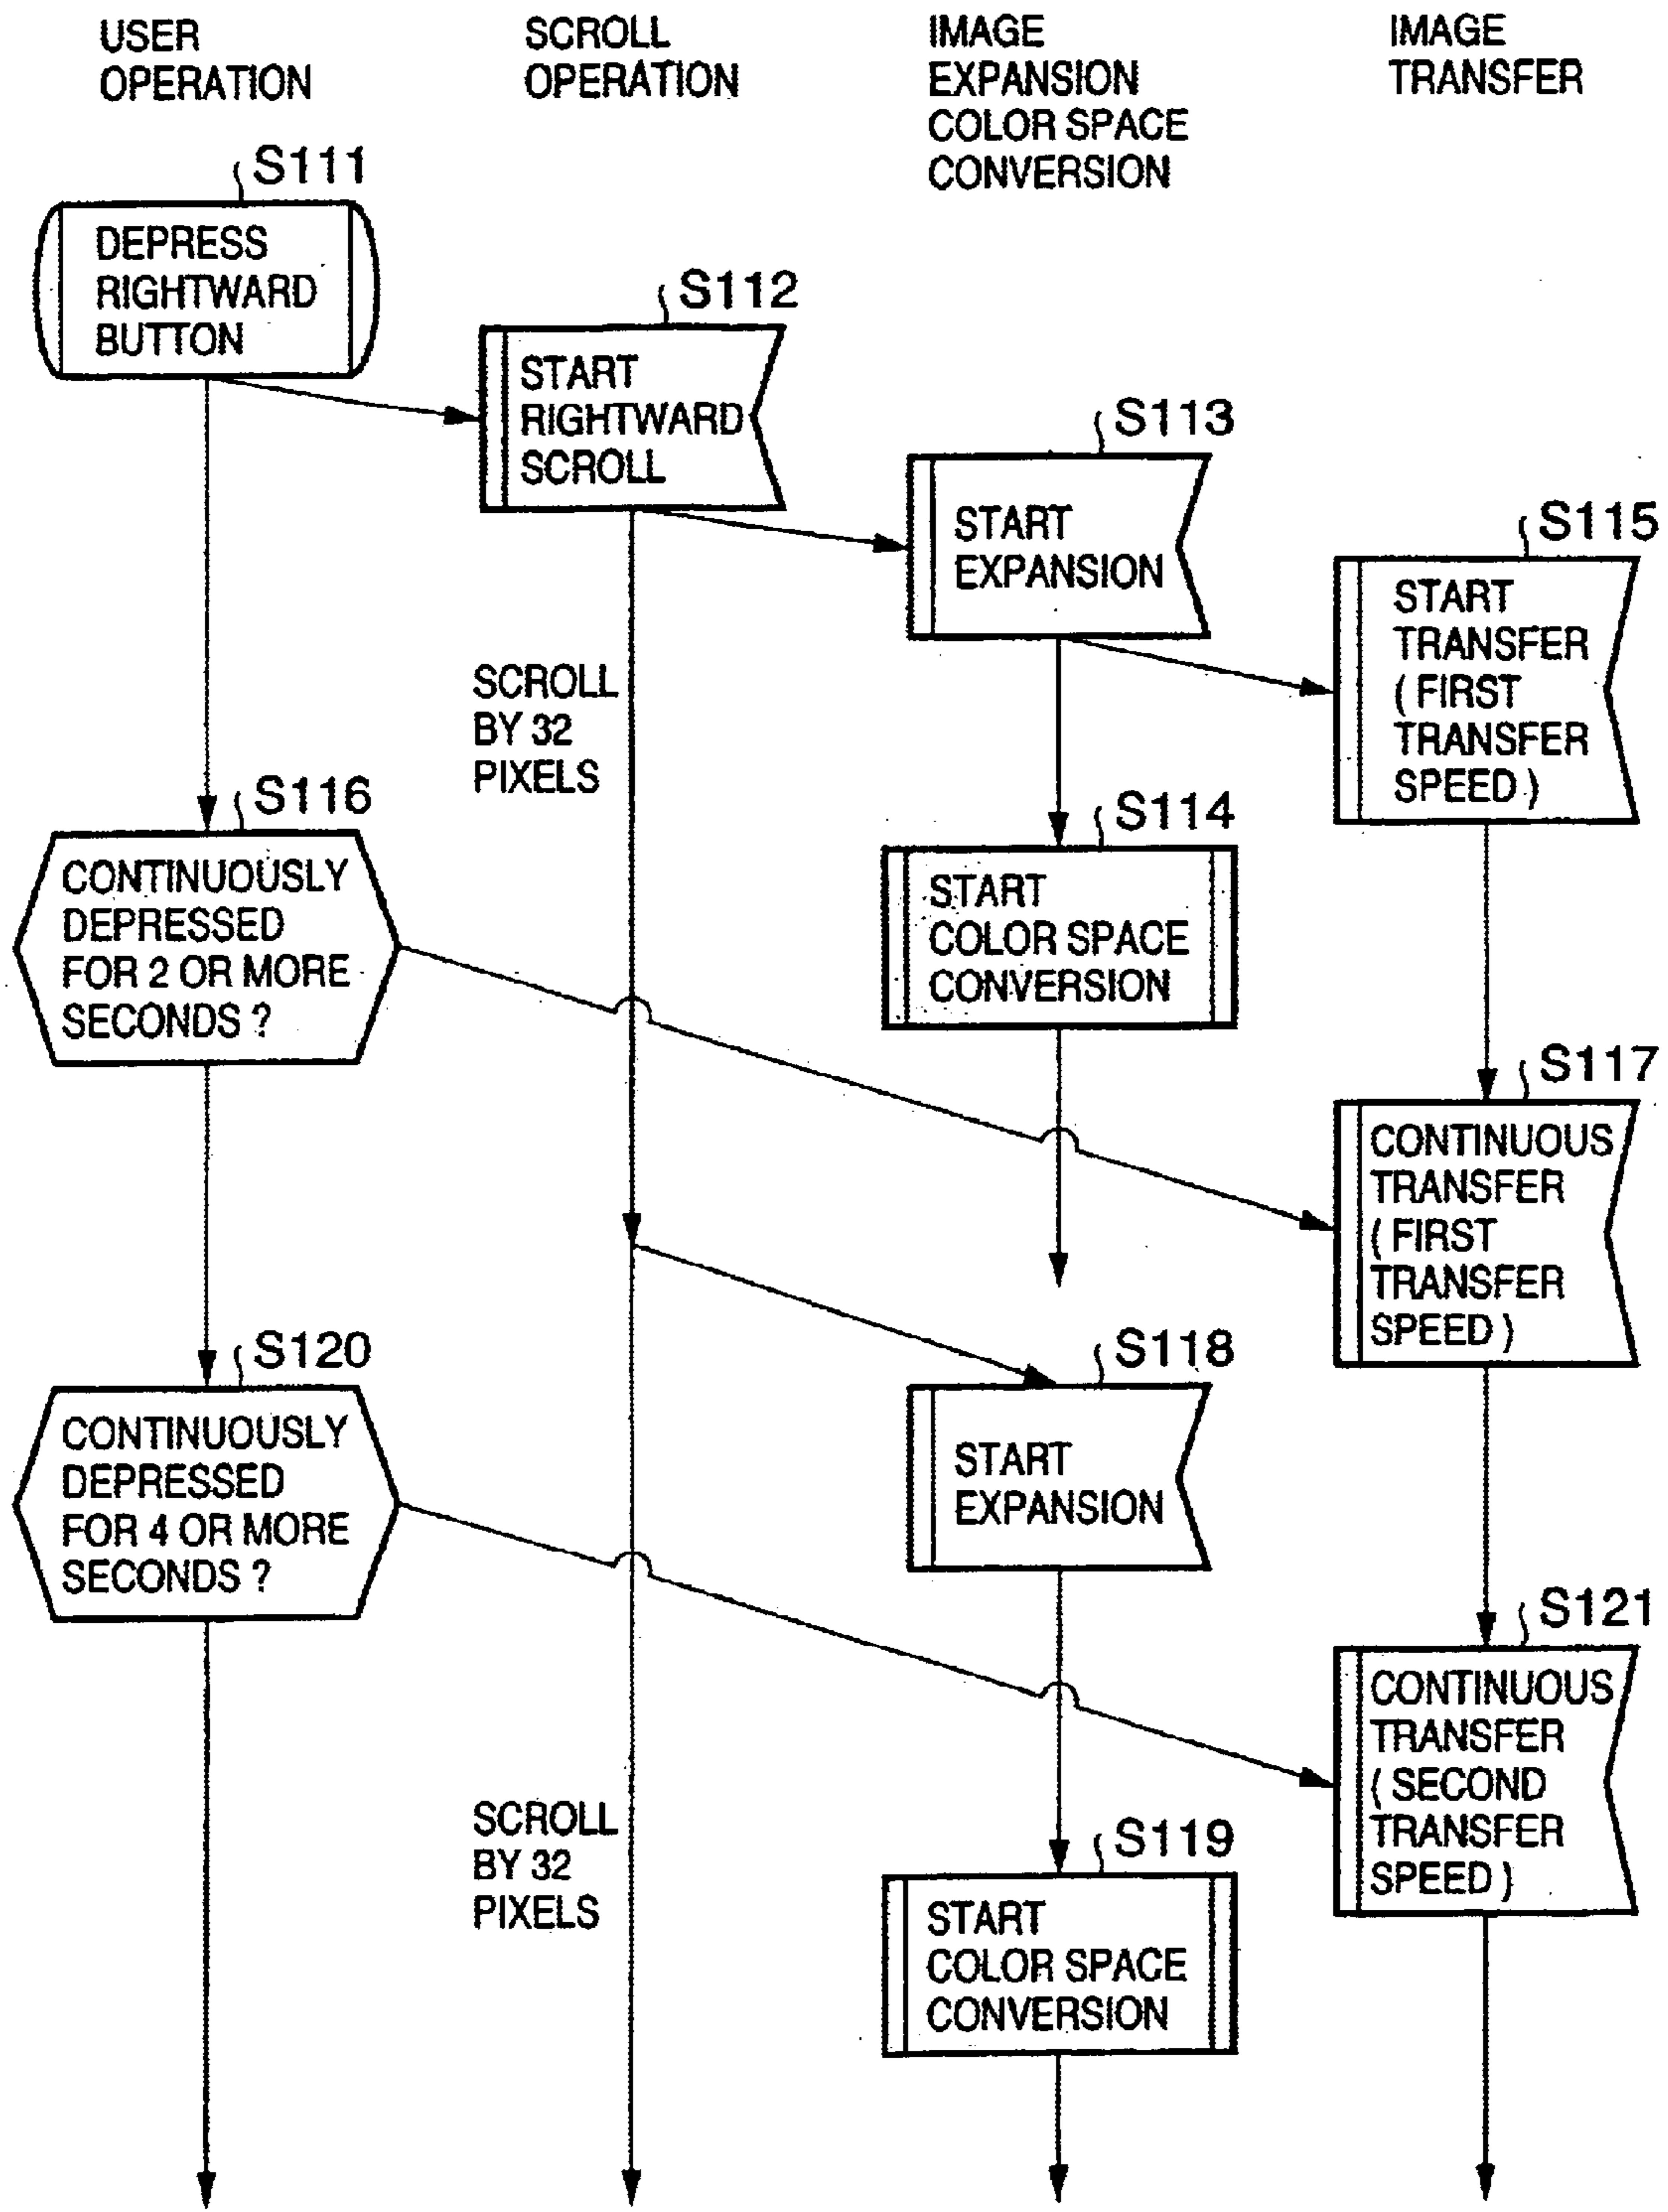 USER
OPERATION
SCROLL
OPERATION
IMAGE
EXPANSION
COLOR SPACE
CONVERSION
IMAGE
TRANSFER
S111
DEPRESS
RIGHTWARD
BUTTON
S112
START
RIGHTWARD
SCROLL
S113
START
EXPANSION
S115
START
TRANSFER
( FIRST
TRANSFER
SPEED )
SCROLL
BY 32
PIXELS
S116
CONTINUOUSLY
DEPRESSED
FOR 2 OR MORE
SECONDS ?
S114
START
COLOR SPACE
CONVERSION
S117
CONTINUOUS
TRANSFER
( FIRST
TRANSFER
SPEED )
S120
CONTINUOUSLY
DEPRESSED
FOR 4 OR MORE
SECONDS ?
S118
START
EXPANSION
S121
CONTINUOUS
TRANSFER
( SECOND
TRANSFER
SPEED )
SCROLL
BY 32
PIXELS
S119
START
COLOR SPACE
CONVERSION